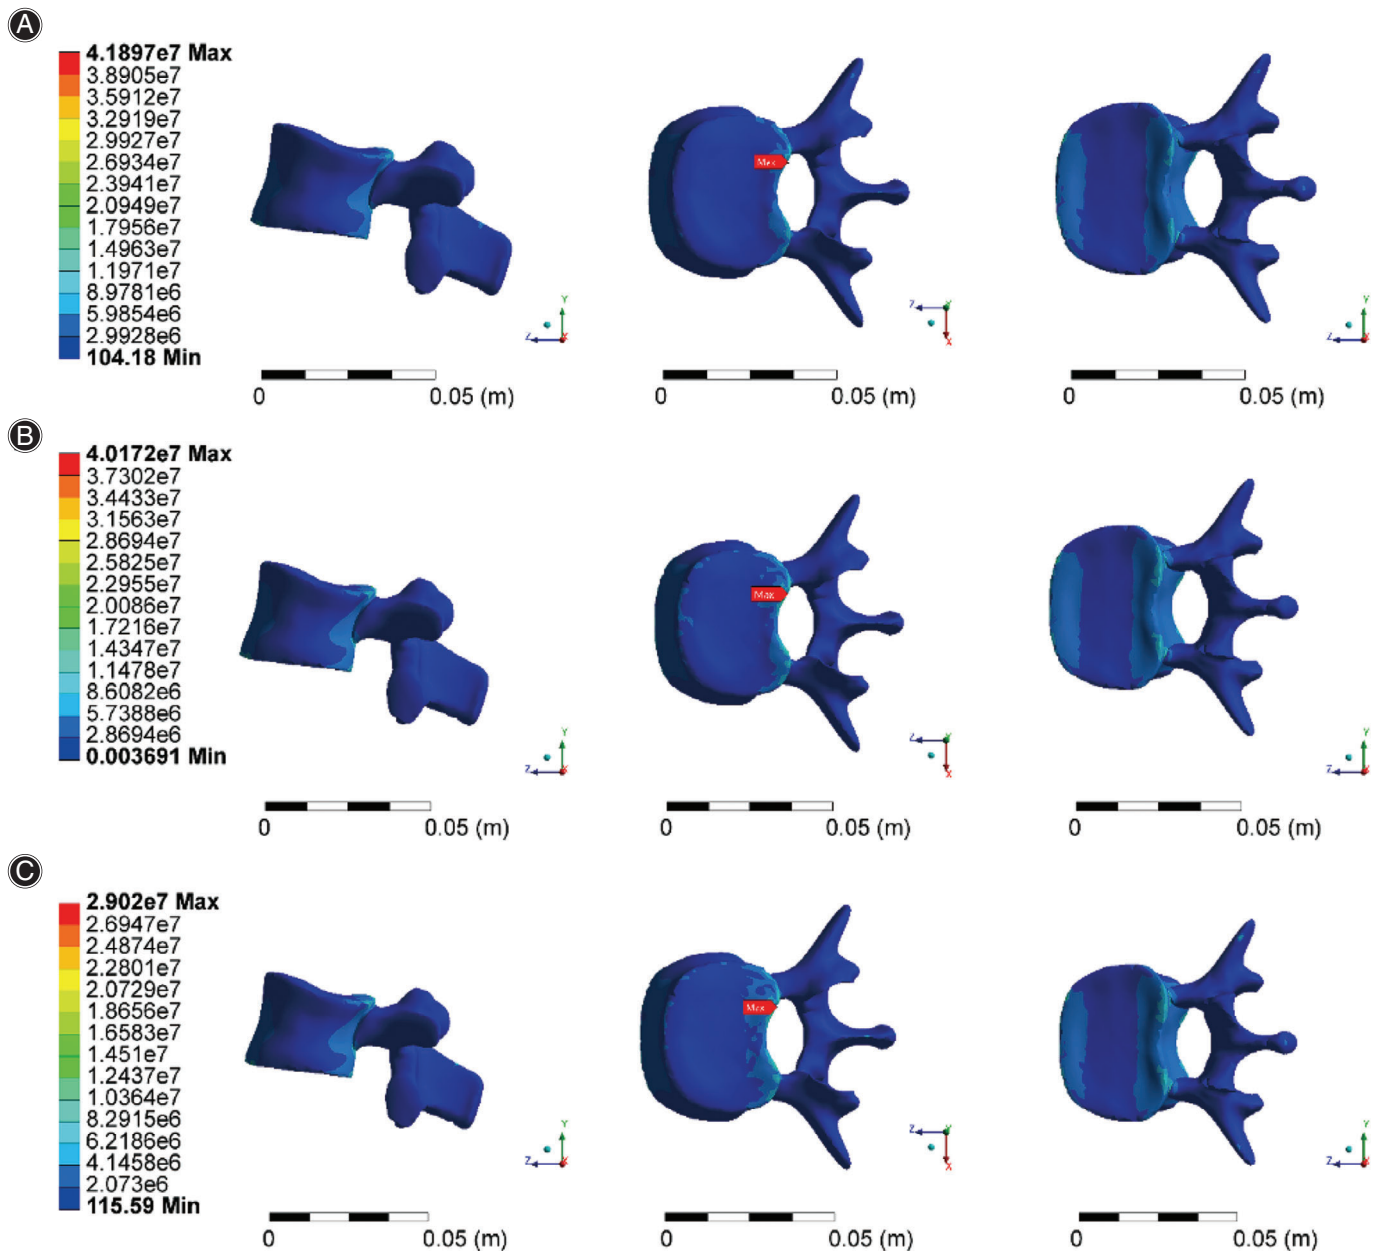 A
4.1897e7 Max
3.8905e7
3.5912e7
3.2919e7
2.9927e7
2.6934e7
2.3941e7
2.0949e7
1.7956e7
1.4963e7
1.1971e7
8.9781e6
5.9854e6
2.9928e6
104.18 Min
Max
Y
Z
X
Z
Y
X
Y
Z
X
0
0.05 (m)
0
0.05 (m)
0
0.05 (m)
B
4.0172e7 Max
3.7302e7
3.4433e7
3.1563e7
2.8694e7
2.5825e7
2.2955e7
2.0086e7
1.7216e7
1.4347e7
1.1478e7
8.6082e6
5.7388e6
2.8694e6
0.003691 Min
Max
Y
Z
X
Z
Y
X
Y
Z
X
0
0.05 (m)
0
0.05 (m)
0
0.05 (m)
C
2.902e7 Max
2.6947e7
2.4874e7
2.2801e7
2.0729e7
1.8656e7
1.6583e7
1.451e7
1.2437e7
1.0364e7
8.2915e6
6.2186e6
4.1458e6
2.073e6
115.59 Min
Max
Y
Z
X
Z
Y
X
Y
Z
X
0
0.05 (m)
0
0.05 (m)
0
0.05 (m)